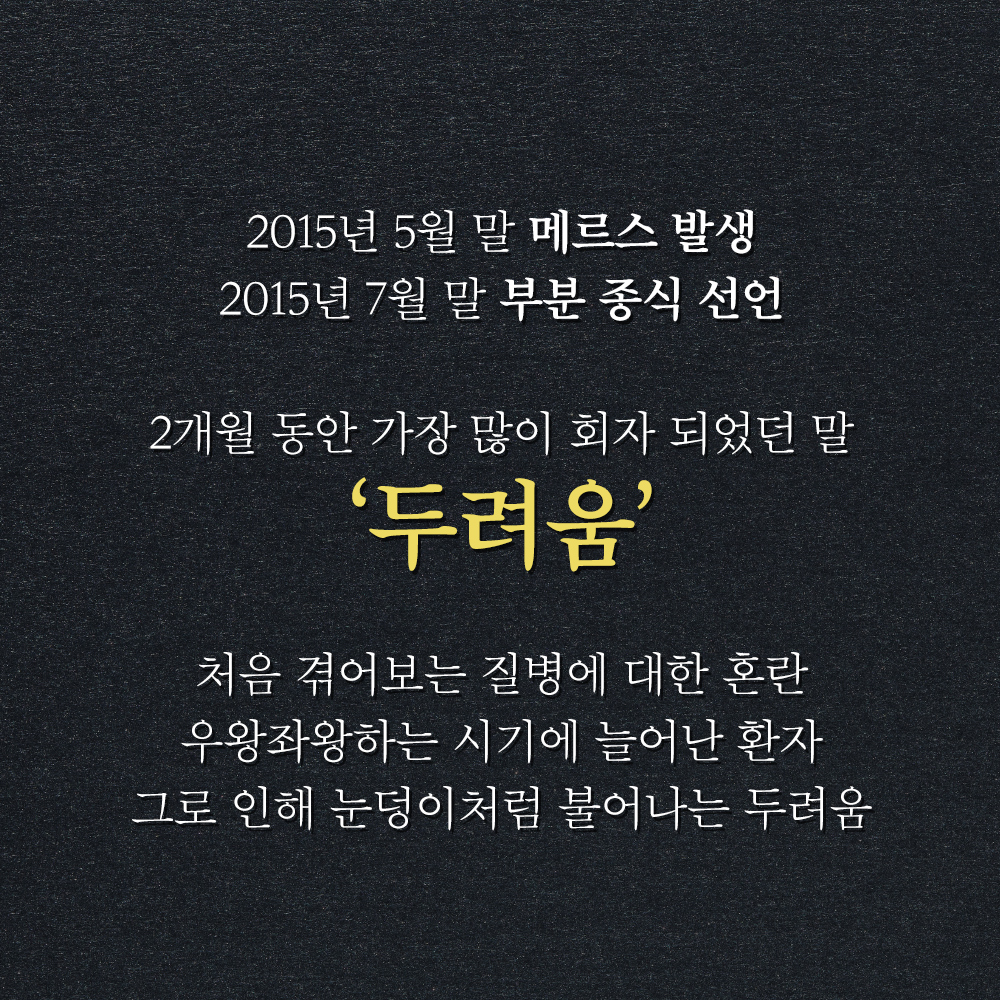 2015년 5월 말 메르스 발생
2015년 7월 말 부분 종식 선언
2개월 동안 가장 많이 회자 되었던 말
‘두려움’
처음 겪어보는 질병에 대한 혼란
우왕좌왕하는 시기에 늘어난 환자
그로 인해 눈덩이처럼 불어나는 두려움